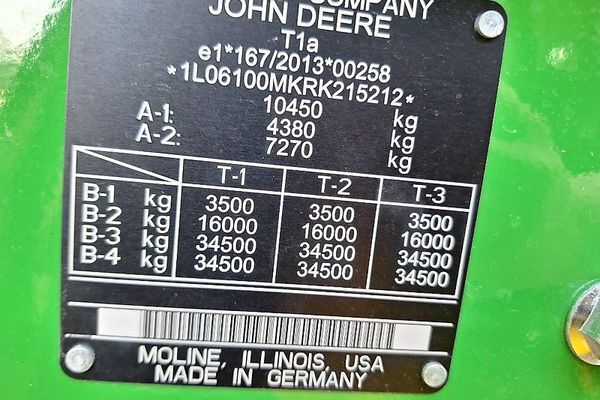 COMPANY
JOHN DEERE
T1a
e1*167/2013*00258
*1L06100MKRK215212*
10450 kg
A-1: 4380 kg
A-2: 7270 kg
T-1 T-2 T-3
B-1 kg 3500 3500 3500
B-2 kg 16000 16000 16000
B-3 kg 34500 34500 34500
B-4 kg 34500 34500 34500
MOLINE, ILLINOIS, USA
MADE IN GERMANY